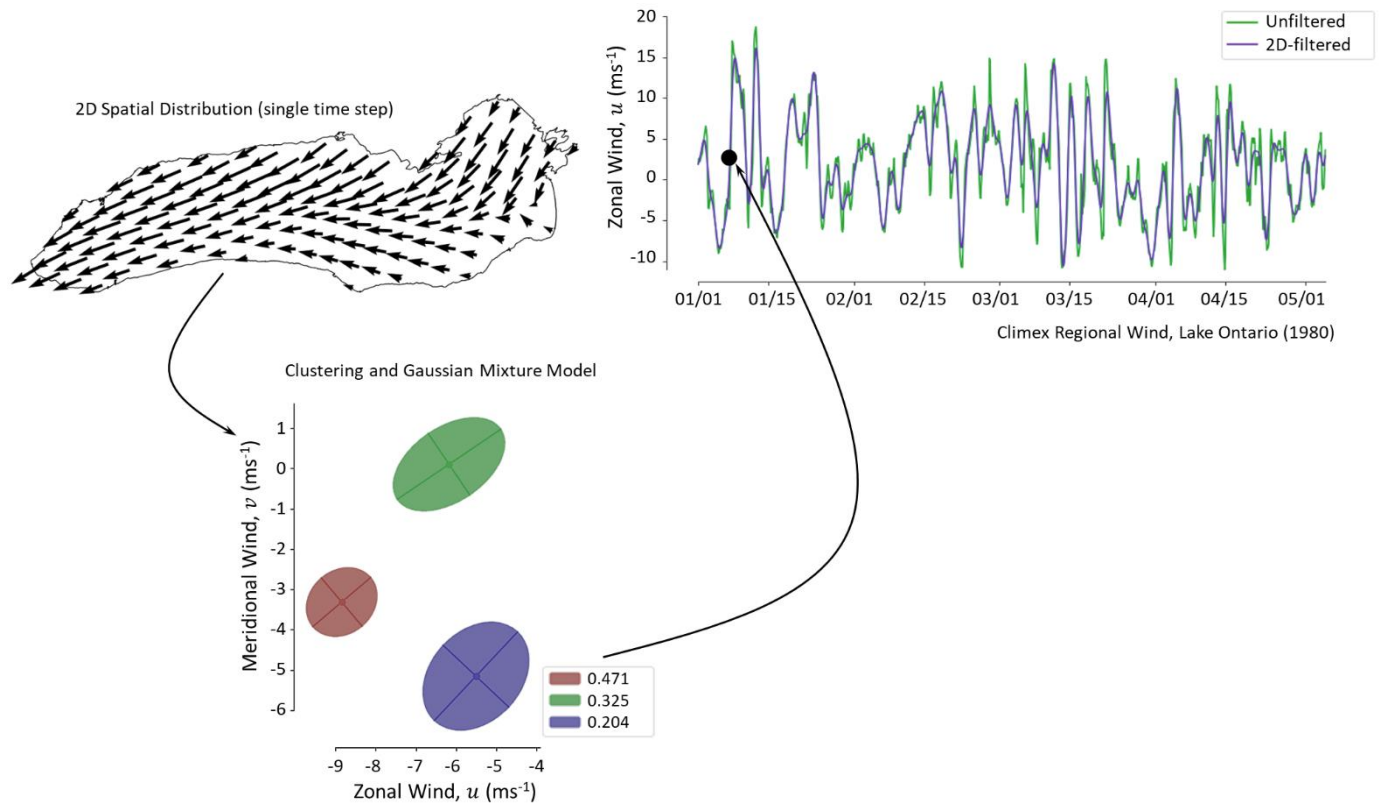 2D Spatial Distribution (single time step)
Zonal Wind, u (ms⁻¹)
20
15
10
5
0
-5
-10
Unfiltered
2D-filtered
01/01 01/15 02/01 02/15 03/01 03/15 04/01 04/15 05/01
Climex Regional Wind, Lake Ontario (1980)
Clustering and Gaussian Mixture Model
Meridional Wind, v (ms⁻¹)
1
0
-1
-2
-3
-4
-5
-6
0.471
0.325
0.204
-9 -8 -7 -6 -5 -4
Zonal Wind, u (ms⁻¹)